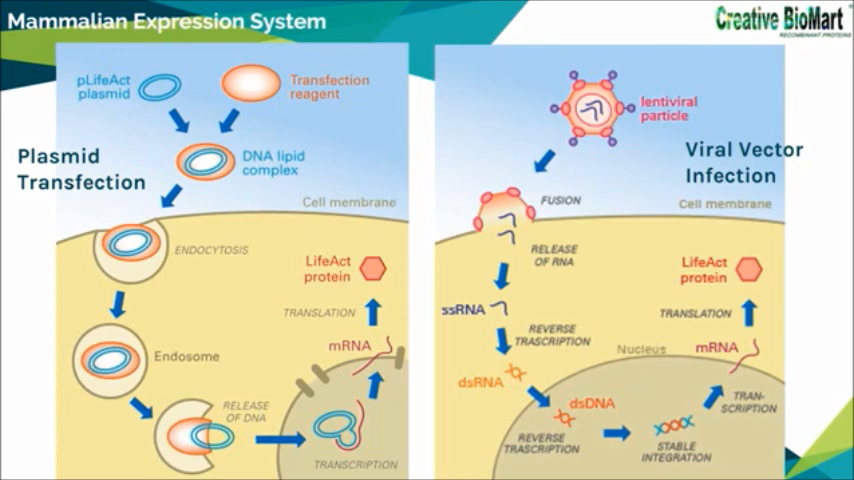 Mammalian Expression System
Creative BioMart
RECOMBINANT PROTEINS
pLifeAct
plasmid
Transfection
reagent
Plasmid
Transfection
DNA lipid
complex
Cell membrane
ENDOCYTOSIS
LifeAct
protein
TRANSLATION
mRNA
Endosome
RELEASE
OF DNA
TRANSCRIPTION
lentiviral
particle
Viral Vector
Infection
FUSION
Cell membrane
RELEASE
OF RNA
LifeAct
protein
ssRNA
TRANSLATION
REVERSE
TRASCRIPTION
Nucleus
mRNA
dsRNA
dsDNA
TRAN-
SCRIPTION
REVERSE
TRASCRIPTION
STABLE
INTEGRATION